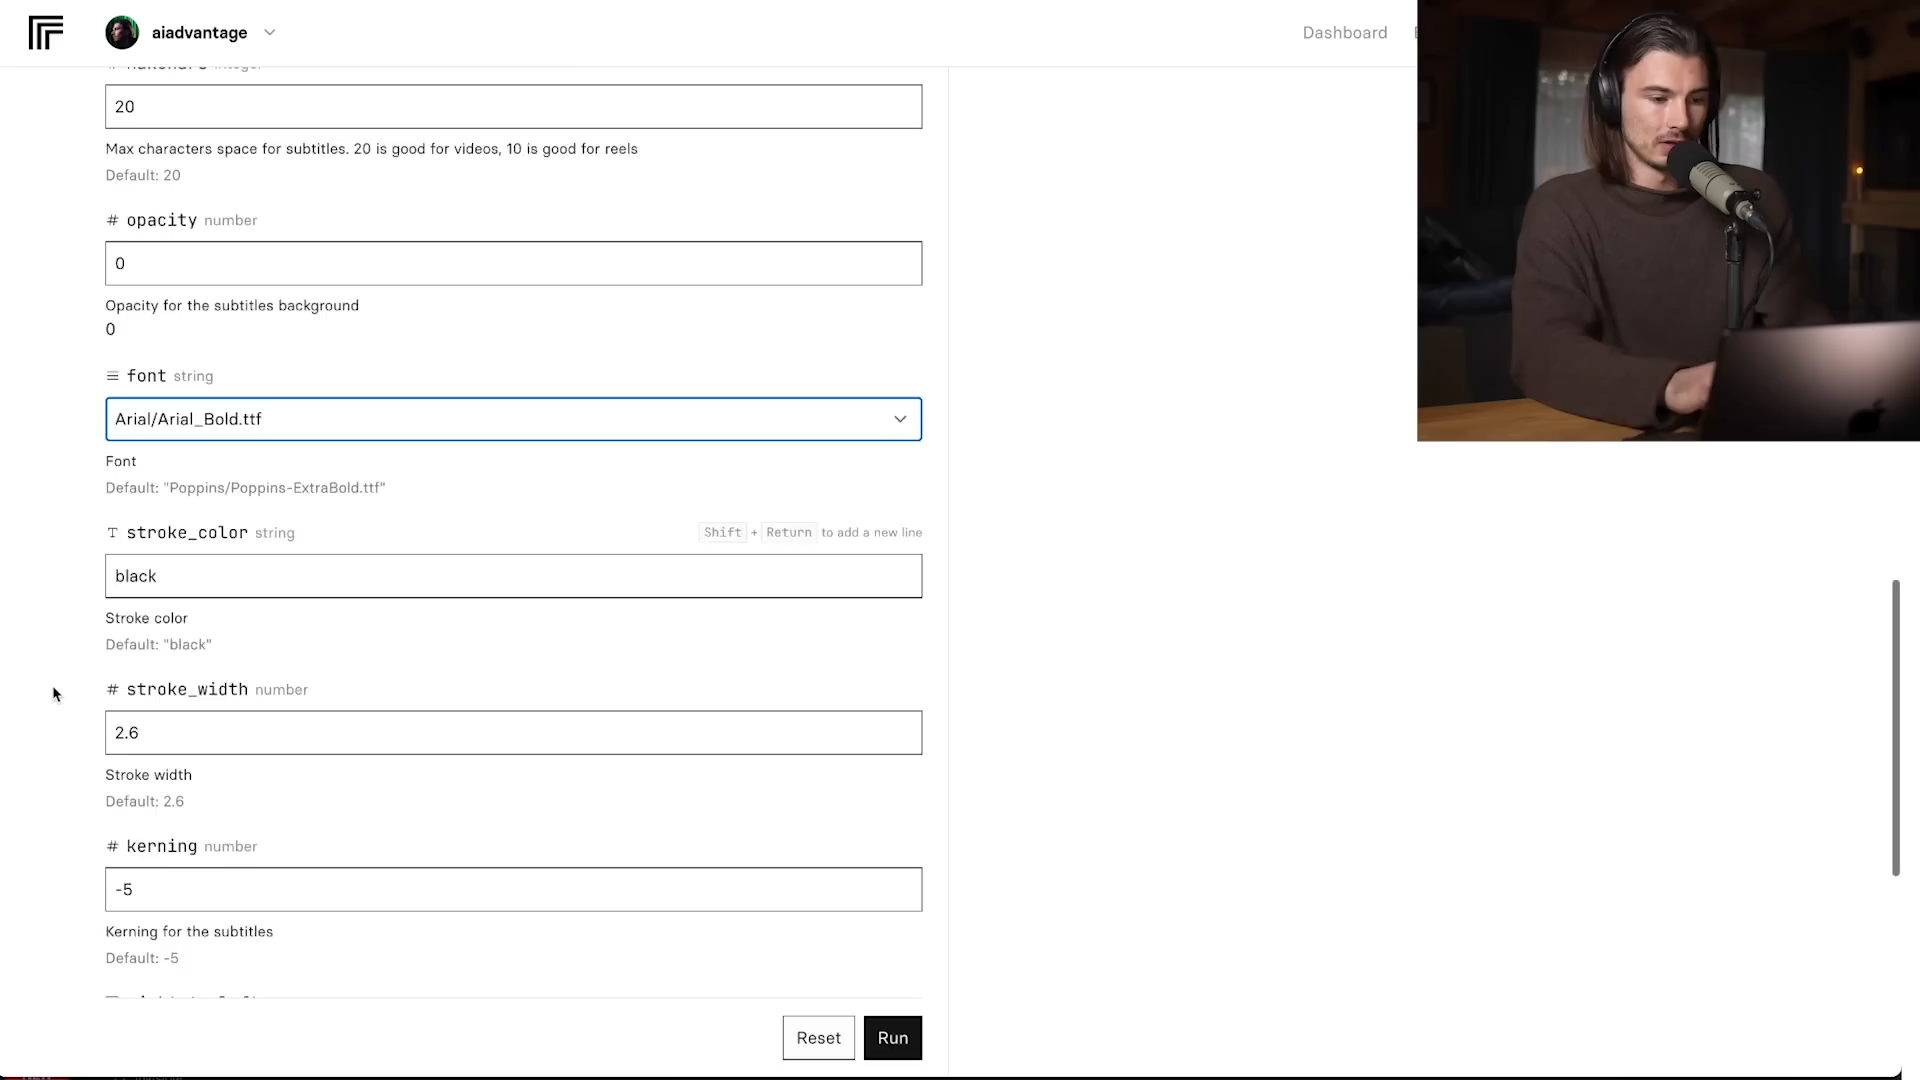 aiadvantage
Dashboard
20
Max characters space for subtitles. 20 is good for videos, 10 is good for reels
Default: 20
# opacity number
0
Opacity for the subtitles background
0
font string
Arial/Arial_Bold.ttf
Font
Default: "Poppins/Poppins-ExtraBold.ttf"
T stroke_color string
Shift + Return to add a new line
black
Stroke color
Default: "black"
# stroke_width number
2.6
Stroke width
Default: 2.6
# kerning number
-5
Kerning for the subtitles
Default: -5
Reset
Run